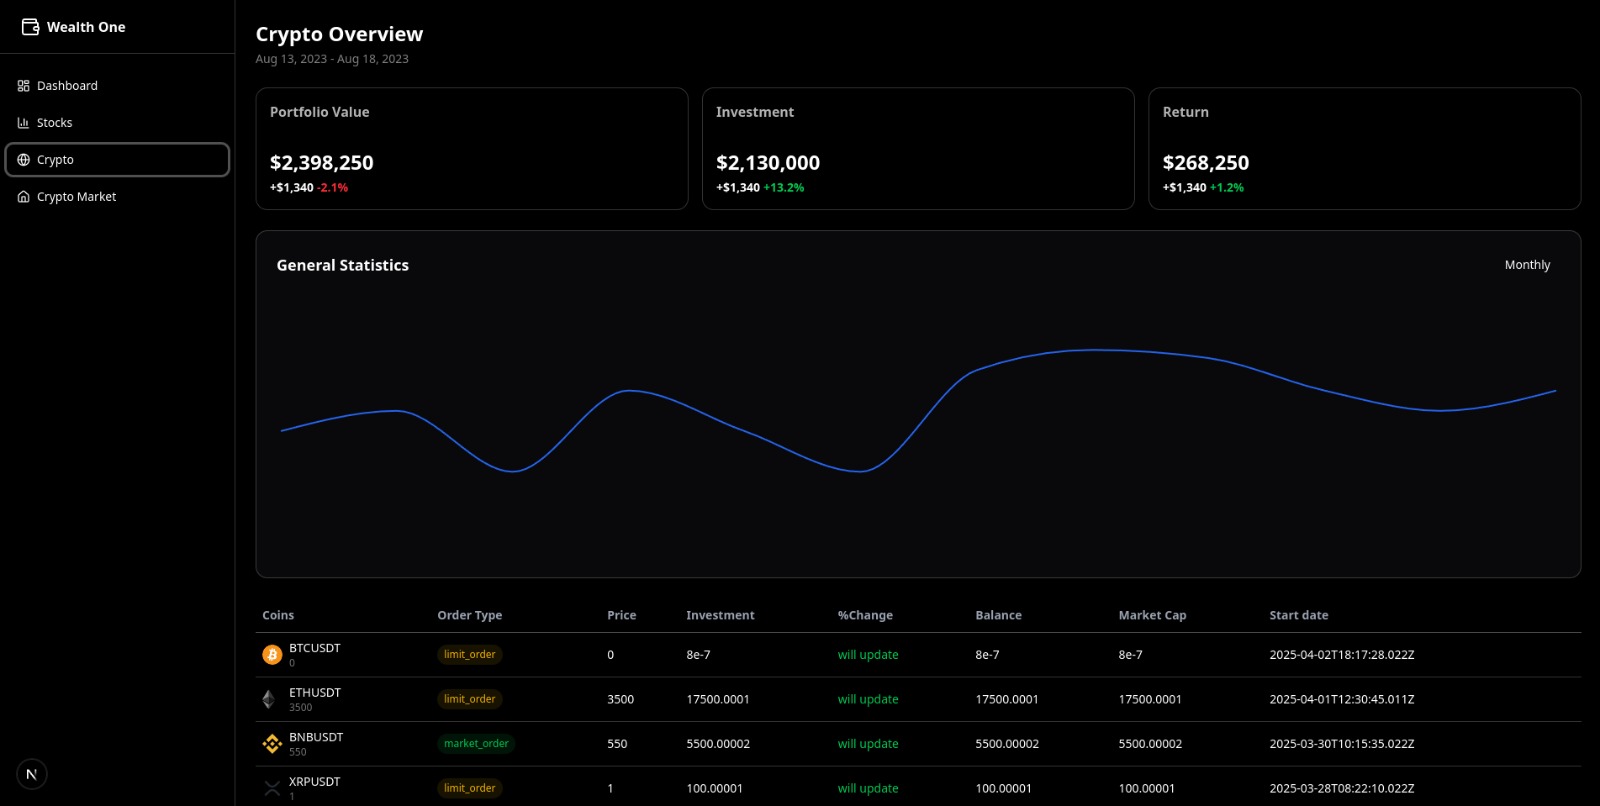 Wealth One
Dashboard
Stocks
Crypto
Crypto Market
Crypto Overview
Aug 13, 2023 - Aug 18, 2023
Portfolio Value
$2,398,250
+$1,340 -2.1%
Investment
$2,130,000
+$1,340 +13.2%
Return
$268,250
+$1,340 +1.2%
General Statistics
Monthly
Coins Order Type Price Investment %Change Balance Market Cap Start date
BTCUSDT
0
limit_order 0 8e-7 will update 8e-7 8e-7 2025-04-02T18:17:28.022Z
ETHUSDT
3500
limit_order 3500 17500.0001 will update 17500.0001 17500.0001 2025-04-01T12:30:45.011Z
BNBUSDT
550
market_order 550 5500.00002 will update 5500.00002 5500.00002 2025-03-30T10:15:35.022Z
XRPUSDT
1
limit_order 1 100.00001 will update 100.00001 100.00001 2025-03-28T08:22:10.022Z
N